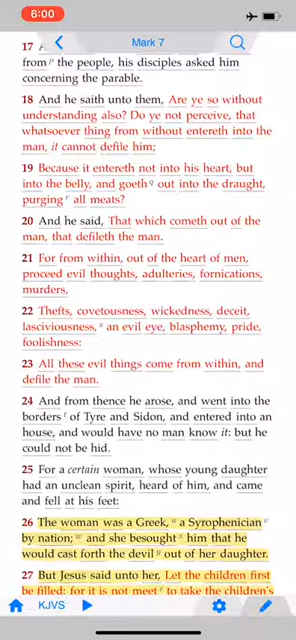 6:00
Mark 7
17 A
from p the people, his disciples asked him
concerning the parable.
18 And he saith unto them, Are ye so without
understanding also? Do ye not perceive, that
whatsoever thing from without entereth into the
man, it cannot defile him;
19 Because it entereth not into his heart, but
into the belly, and goeth q out into the draught,
purging r all meats?
20 And he said, That which cometh out of the
man, that defileth the man.
21 For from within, out of the heart of men,
proceed evil thoughts, adulteries, fornications,
murders,
22 Thefts, covetousness, wickedness, deceit,
lasciviousness, s an evil eye, blasphemy, pride,
foolishness:
23 All these evil things come from within, and
defile the man.
24 And from thence he arose, and went into the
borders t of Tyre and Sidon, and entered into an
house, and would have no man know it: but he
could not be hid.
25 For a certain woman, whose young daughter
had an unclean spirit, heard of him, and came
and fell at his feet:
26 The woman was a Greek, u a Syrophenician v
by nation; w and she besought x him that he
would cast forth the devil y out of her daughter.
27 But Jesus said unto her, Let the children first
be filled: for it is not meet z to take the children's
KJVS